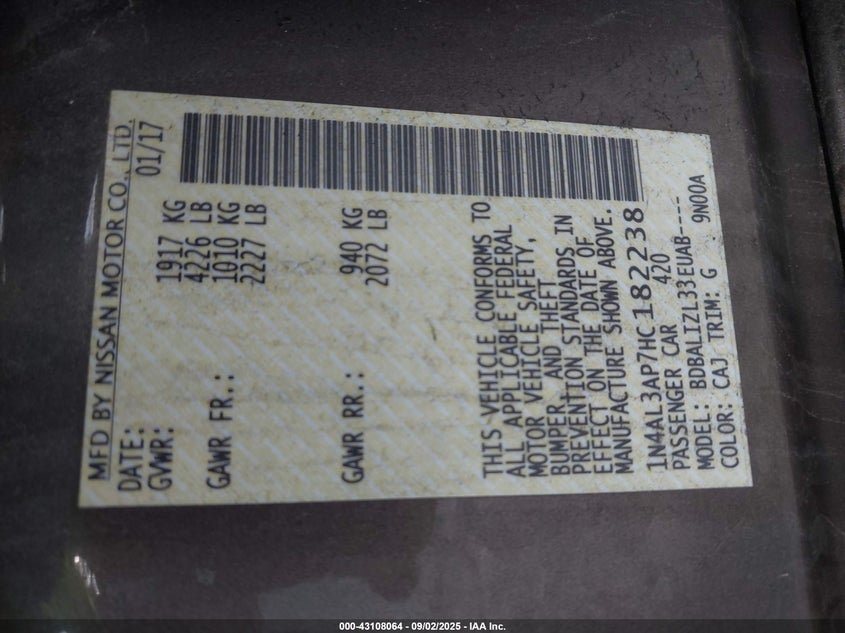 MFD BY NISSAN MOTOR CO., LTD.
DATE: 01/17
GVWR: 1917 KG
4226 LB
GAWR FR.: 1010 KG
2227 LB
GAWR RR.: 940 KG
2072 LB
THIS VEHICLE CONFORMS TO
ALL APPLICABLE FEDERAL
MOTOR VEHICLE SAFETY,
BUMPER, AND THEFT
PREVENTION STANDARDS IN
EFFECT ON THE DATE OF
MANUFACTURE SHOWN ABOVE.
1N4AL3AP7HC182238
PASSENGER CAR 420
MODEL: BDBALIZL33EUAB----
COLOR: CAJ TRIM: G 9N00A
000-43108064 - 09/02/2025 - IAA Inc.